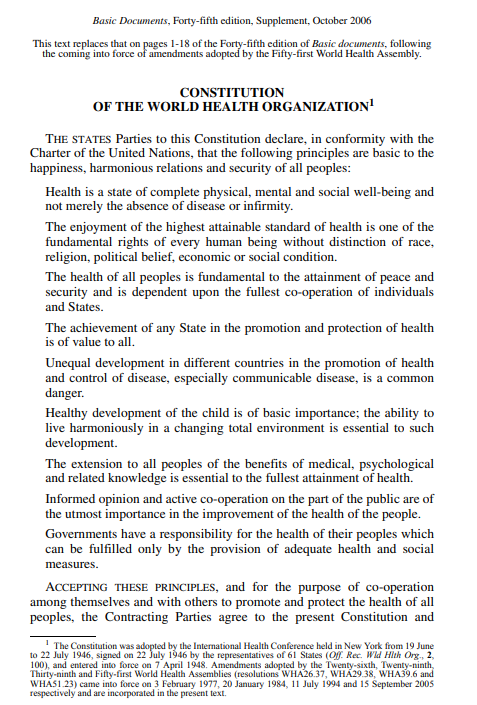 Basic Documents, Forty-fifth edition, Supplement, October 2006
This text replaces that on pages 1-18 of the Forty-fifth edition of Basic documents, following
the coming into force of amendments adopted by the Fifty-first World Health Assembly.
CONSTITUTION
OF THE WORLD HEALTH ORGANIZATION1
THE STATES Parties to this Constitution declare, in conformity with the
Charter of the United Nations, that the following principles are basic to the
happiness, harmonious relations and security of all peoples:
Health is a state of complete physical, mental and social well-being and
not merely the absence of disease or infirmity.
The enjoyment of the highest attainable standard of health is one of the
fundamental rights of every human being without distinction of race,
religion, political belief, economic or social condition.
The health of all peoples is fundamental to the attainment of peace and
security and is dependent upon the fullest co-operation of individuals
and States.
The achievement of any State in the promotion and protection of health
is of value to all.
Unequal development in different countries in the promotion of health
and control of disease, especially communicable disease, is a common
danger.
Healthy development of the child is of basic importance; the ability to
live harmoniously in a changing total environment is essential to such
development.
The extension to all peoples of the benefits of medical, psychological
and related knowledge is essential to the fullest attainment of health.
Informed opinion and active co-operation on the part of the public are of
the utmost importance in the improvement of the health of the people.
Governments have a responsibility for the health of their peoples which
can be fulfilled only by the provision of adequate health and social
measures.
ACCEPTING THESE PRINCIPLES, and for the purpose of co-operation
among themselves and with others to promote and protect the health of all
peoples, the Contracting Parties agree to the present Constitution and
1 The Constitution was adopted by the International Health Conference held in New York from 19 June
to 22 July 1946, signed on 22 July 1946 by the representatives of 61 States (Off. Rec. Wld Hlth Org., 2,
100), and entered into force on 7 April 1948. Amendments adopted by the Twenty-sixth, Twenty-ninth,
Thirty-ninth and Fifty-first World Health Assemblies (resolutions WHA26.37, WHA29.38, WHA39.6 and
WHA51.23) came into force on 3 February 1977, 20 January 1984, 11 July 1994 and 15 September 2005
respectively and are incorporated in the present text.